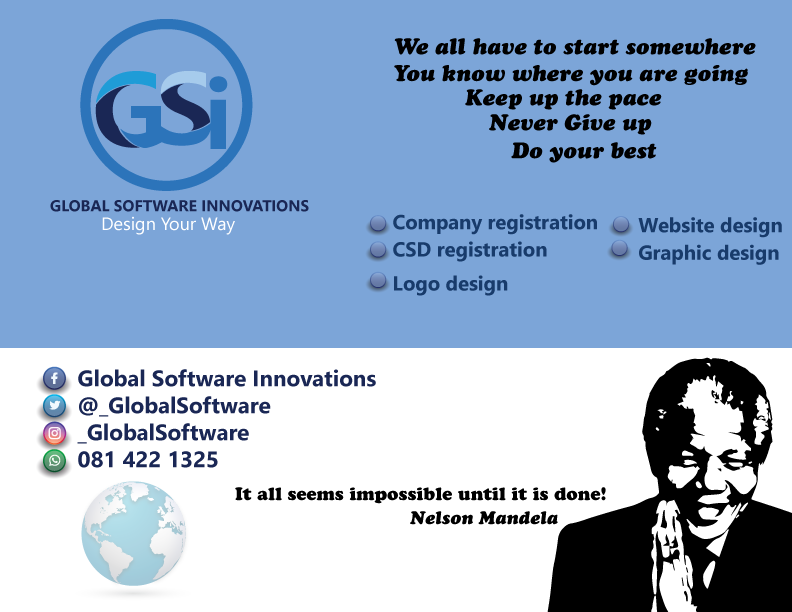 GSi
GLOBAL SOFTWARE INNOVATIONS
Design Your Way
We all have to start somewhere
You know where you are going
Keep up the pace
Never Give up
Do your best
Company registration
CSD registration
Logo design
Website design
Graphic design
Global Software Innovations
@_GlobalSoftware
_GlobalSoftware
081 422 1325
It all seems impossible until it is done!
Nelson Mandela